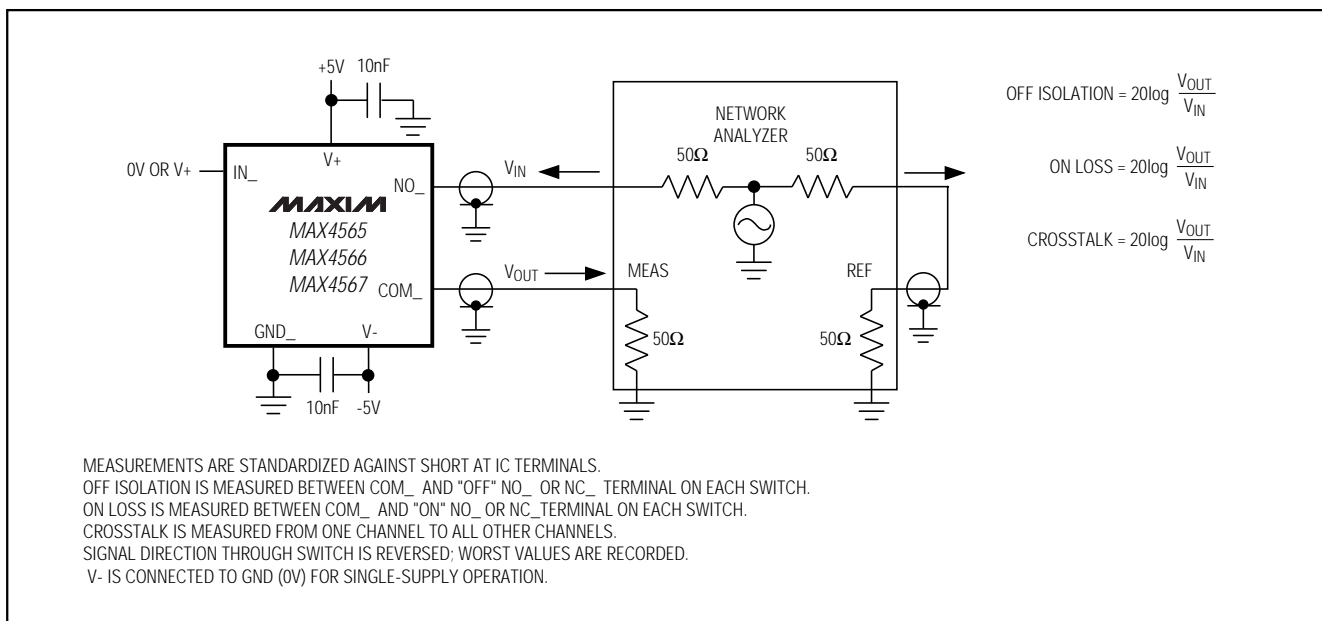 +5V 10nF
V+
0V OR V+
IN_
NO_
MAXIM
MAX4565
MAX4566
MAX4567
COM_
GND_
V-
10nF
-5V
VIN
VOUT
NETWORK
ANALYZER
50Ω
50Ω
MEAS
REF
50Ω
50Ω
OFF ISOLATION = 20log VOUT/VIN
ON LOSS = 20log VOUT/VIN
CROSSTALK = 20log VOUT/VIN
MEASUREMENTS ARE STANDARDIZED AGAINST SHORT AT IC TERMINALS.
OFF ISOLATION IS MEASURED BETWEEN COM_ AND "OFF" NO_ OR NC_ TERMINAL ON EACH SWITCH.
ON LOSS IS MEASURED BETWEEN COM_ AND "ON" NO_ OR NC_TERMINAL ON EACH SWITCH.
CROSSTALK IS MEASURED FROM ONE CHANNEL TO ALL OTHER CHANNELS.
SIGNAL DIRECTION THROUGH SWITCH IS REVERSED; WORST VALUES ARE RECORDED.
V- IS CONNECTED TO GND (0V) FOR SINGLE-SUPPLY OPERATION.